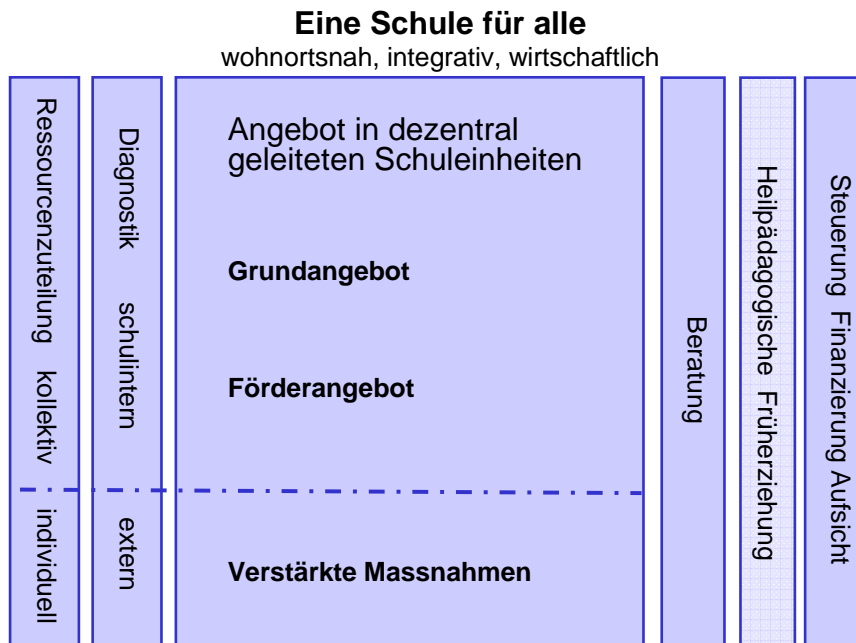 Eine Schule für alle
wohnortsnah, integrativ, wirtschaftlich
Ressourcenzuteilung kollektiv individuell
Diagnostik schulintern extern
Angebot in dezentral
geleiteten Schuleinheiten
Grundangebot
Förderangebot
Verstärkte Massnahmen
Beratung
Heilpädagogische Früherziehung
Steuerung Finanzierung Aufsicht